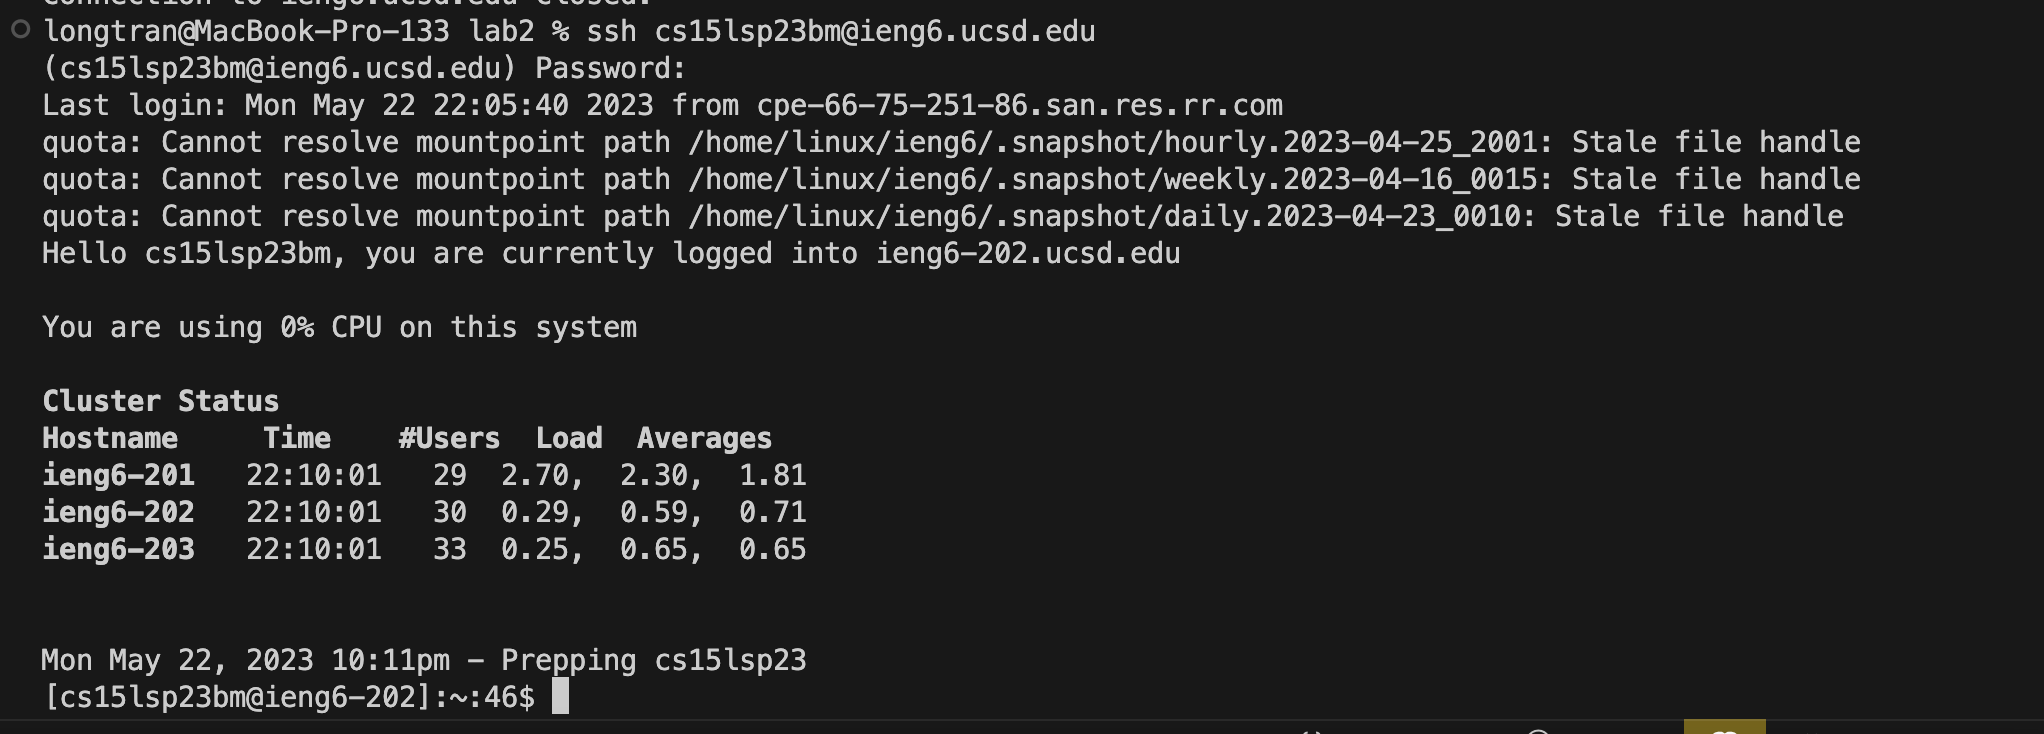 connection to ieng6.ucsd.edu closed.
longtran@MacBook-Pro-133 lab2 % ssh cs15lsp23bm@ieng6.ucsd.edu
(cs15lsp23bm@ieng6.ucsd.edu) Password:
Last login: Mon May 22 22:05:40 2023 from cpe-66-75-251-86.san.res.rr.com
quota: Cannot resolve mountpoint path /home/linux/ieng6/.snapshot/hourly.2023-04-25_2001: Stale file handle
quota: Cannot resolve mountpoint path /home/linux/ieng6/.snapshot/weekly.2023-04-16_0015: Stale file handle
quota: Cannot resolve mountpoint path /home/linux/ieng6/.snapshot/daily.2023-04-23_0010: Stale file handle
Hello cs15lsp23bm, you are currently logged into ieng6-202.ucsd.edu
You are using 0% CPU on this system
Cluster Status
Hostname Time #Users Load Averages
ieng6-201 22:10:01 29 2.70, 2.30, 1.81
ieng6-202 22:10:01 30 0.29, 0.59, 0.71
ieng6-203 22:10:01 33 0.25, 0.65, 0.65
Mon May 22, 2023 10:11pm - Prepping cs15lsp23
[cs15lsp23bm@ieng6-202]:~:46$